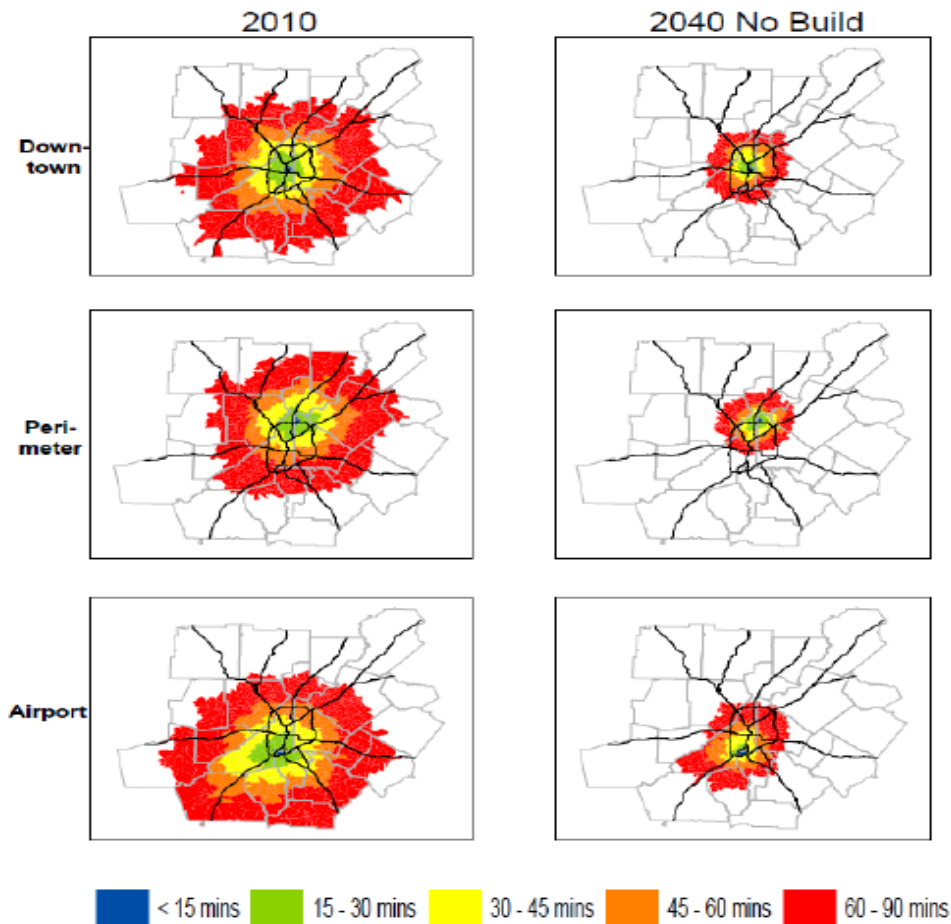 2010
2040 No Build
Down-
town
Peri-
meter
Airport
< 15 mins
15 - 30 mins
30 - 45 mins
45 - 60 mins
60 - 90 mins